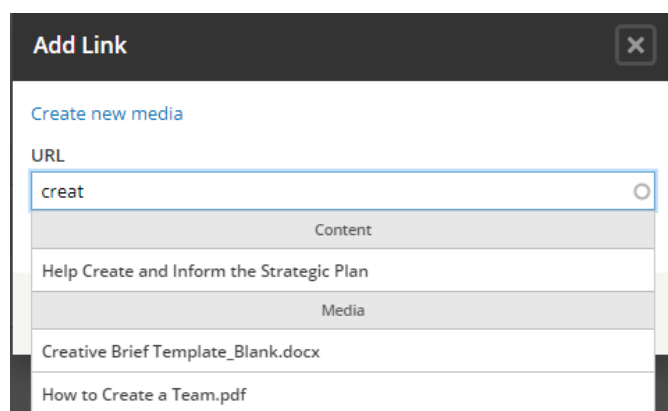 Add Link
Create new media
URL
creat
Content
Help Create and Inform the Strategic Plan
Media
Creative Brief Template_Blank.docx
How to Create a Team.pdf